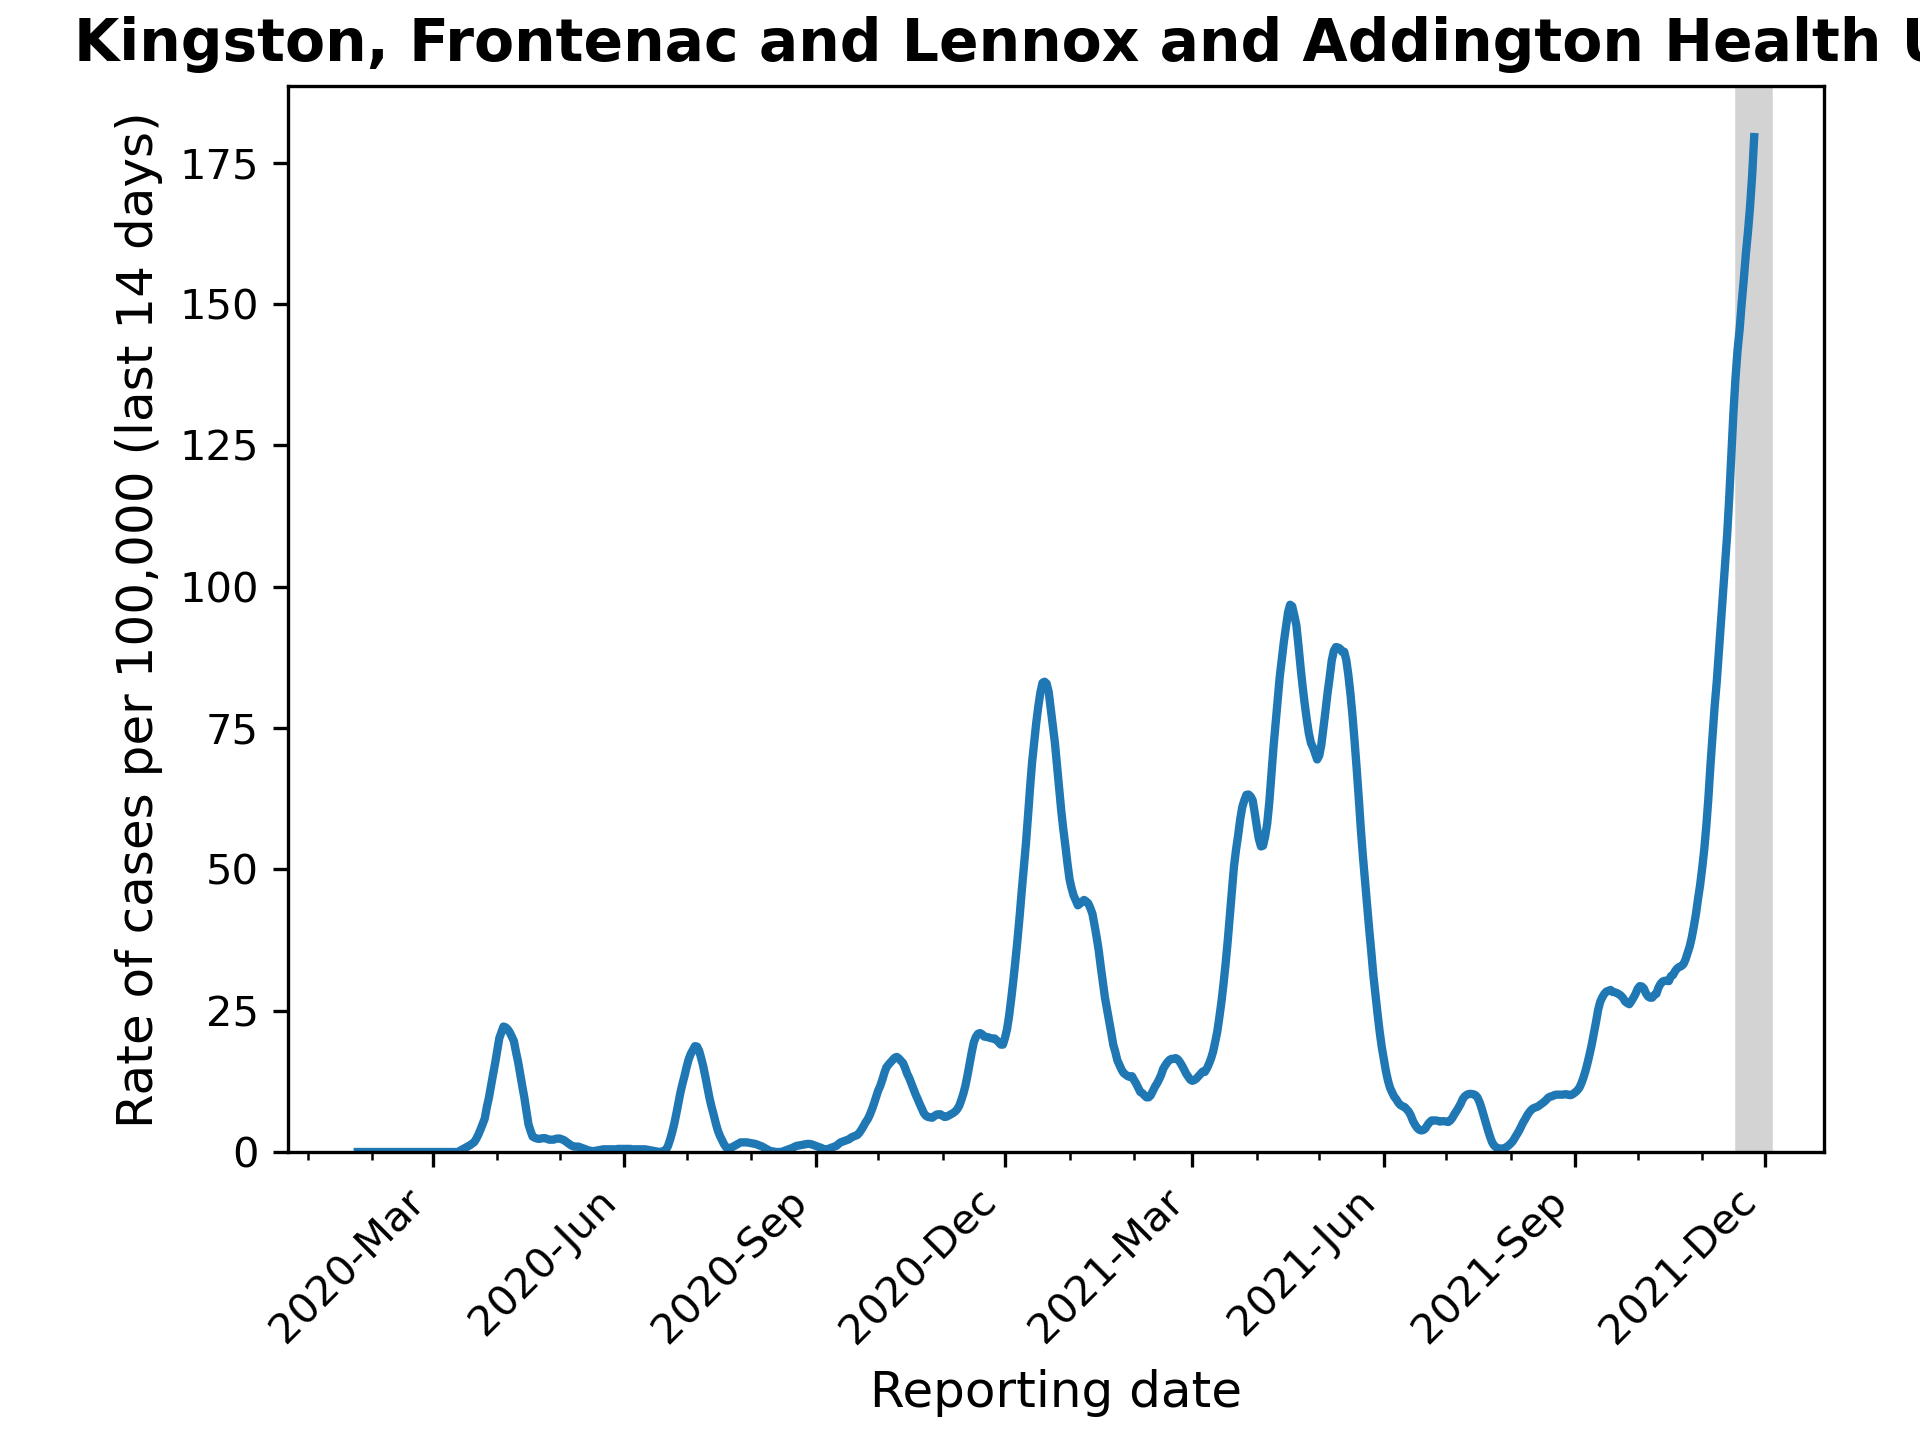 Kingston, Frontenac and Lennox and Addington Health U
Rate of cases per 100,000 (last 14 days)
175
150
125
100
75
50
25
0
2020-Mar
2020-Jun
2020-Sep
2020-Dec
2021-Mar
2021-Jun
2021-Sep
2021-Dec
Reporting date